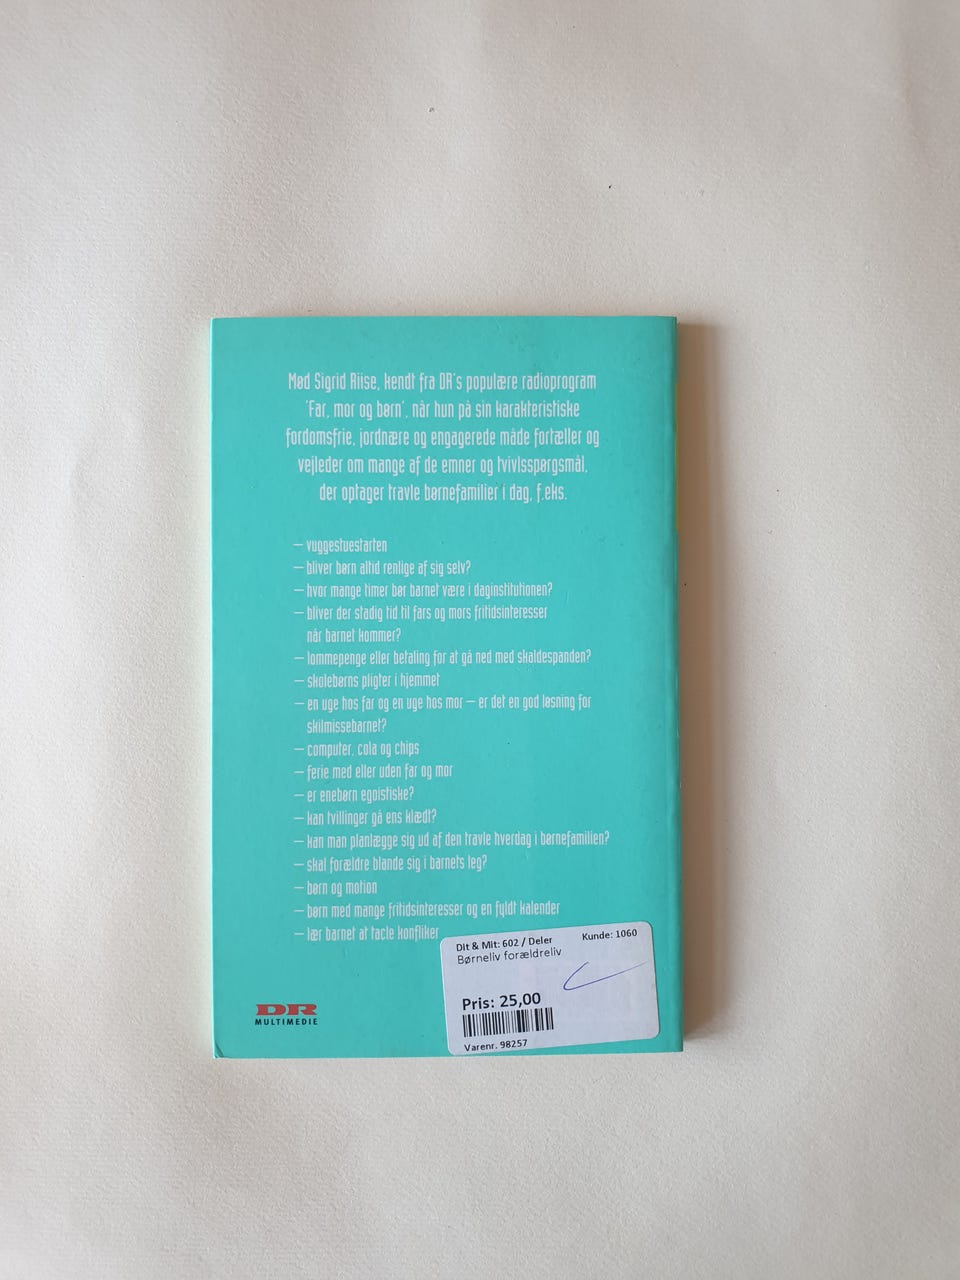 Mød Sigrid Riise, kendt fra DR's populære radioprogram
'Far, mor og børn', når hun på sin karakteristiske
fordomsfrie, jordnære og engagerede måde fortæller og
vejleder om mange af de emner og tvivlsspørgsmål,
der optager travle børnefamilier i dag, f.eks.
– vuggestuestarten
– bliver børn altid renlige af sig selv?
– hvor mange timer bør barnet være i daginstitutionen?
– bliver der stadig tid til fars og mors fritidsinteresser
når barnet kommer?
– lommepenge eller betaling for at gå ned med skaldespanden?
– skolebørns pligter i hjemmet
– en uge hos far og en uge hos mor – er det en god løsning for
skilmissebarnet?
– computer, cola og chips
– ferie med eller uden far og mor
– er enebørn egoistiske?
– kan tvillinger gå ens klædt?
– kan man planlægge sig ud af den travle hverdag i børnefamilien?
– skal forældre blande sig i barnets leg?
– børn og motion
– børn med mange fritidsinteresser og en fyldt kalender
– lær barnet at tacle konfliker
DR
MULTIMEDIE
Dit & Mit: 602 / Deler Kunde: 1060
Børneliv forældreliv
Pris: 25,00
Varenr. 98257